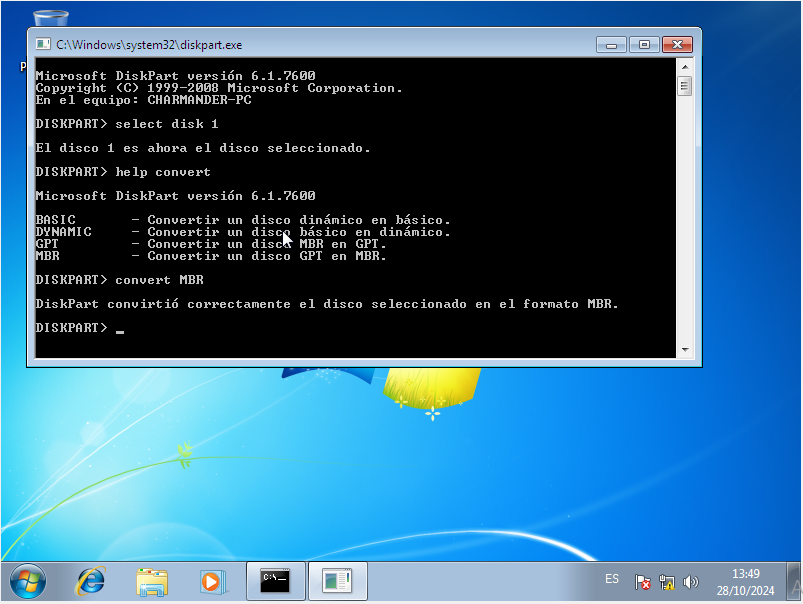 C:\Windows\system32\diskpart.exe
Microsoft DiskPart versión 6.1.7600
Copyright (C) 1999-2008 Microsoft Corporation.
En el equipo: CHARMANDER-PC
DISKPART> select disk 1
El disco 1 es ahora el disco seleccionado.
DISKPART> help convert
Microsoft DiskPart versión 6.1.7600
BASIC - Convertir un disco dinámico en básico.
DYNAMIC - Convertir un disco básico en dinámico.
GPT - Convertir un disco MBR en GPT.
MBR - Convertir un disco GPT en MBR.
DISKPART> convert MBR
DiskPart convirtió correctamente el disco seleccionado en el formato MBR.
DISKPART> _
C:\
ES
13:49
28/10/2024